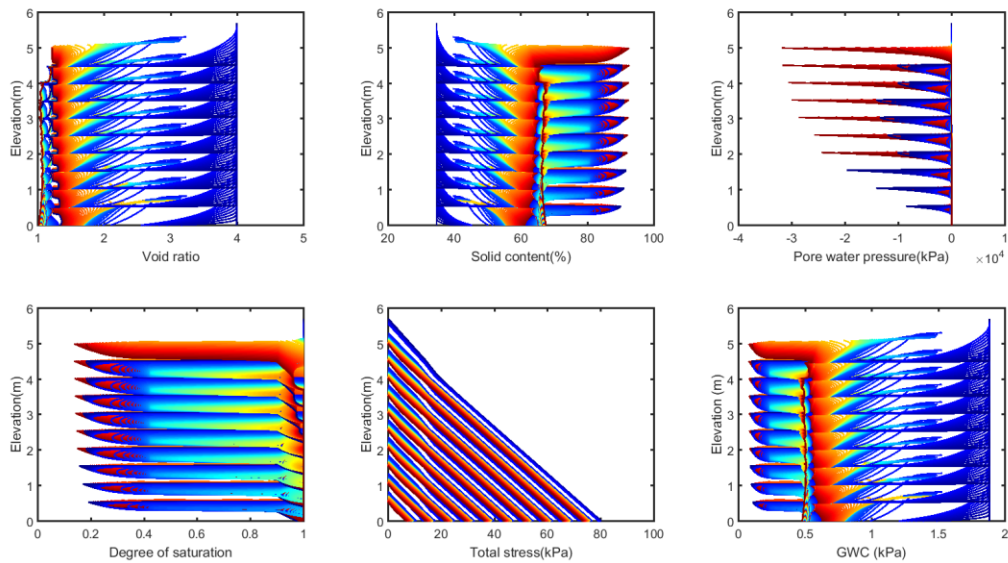 6
5
4
3
2
1
0
Elevation(m)
1 2 3 4 5
Void ratio
6
5
4
3
2
1
0
Elevation(m)
20 40 60 80 100
Solid content(%)
6
5
4
3
2
1
0
Elevation(m)
-4 -3 -2 -1 0 1
Pore water pressure(kPa)
×10⁴
6
5
4
3
2
1
0
Elevation(m)
0 0.2 0.4 0.6 0.8 1
Degree of saturation
6
5
4
3
2
1
0
Elevation(m)
0 20 40 60 80 100
Total stress(kPa)
6
5
4
3
2
1
0
Elevation (m)
0 0.5 1 1.5 2
GWC (kPa)